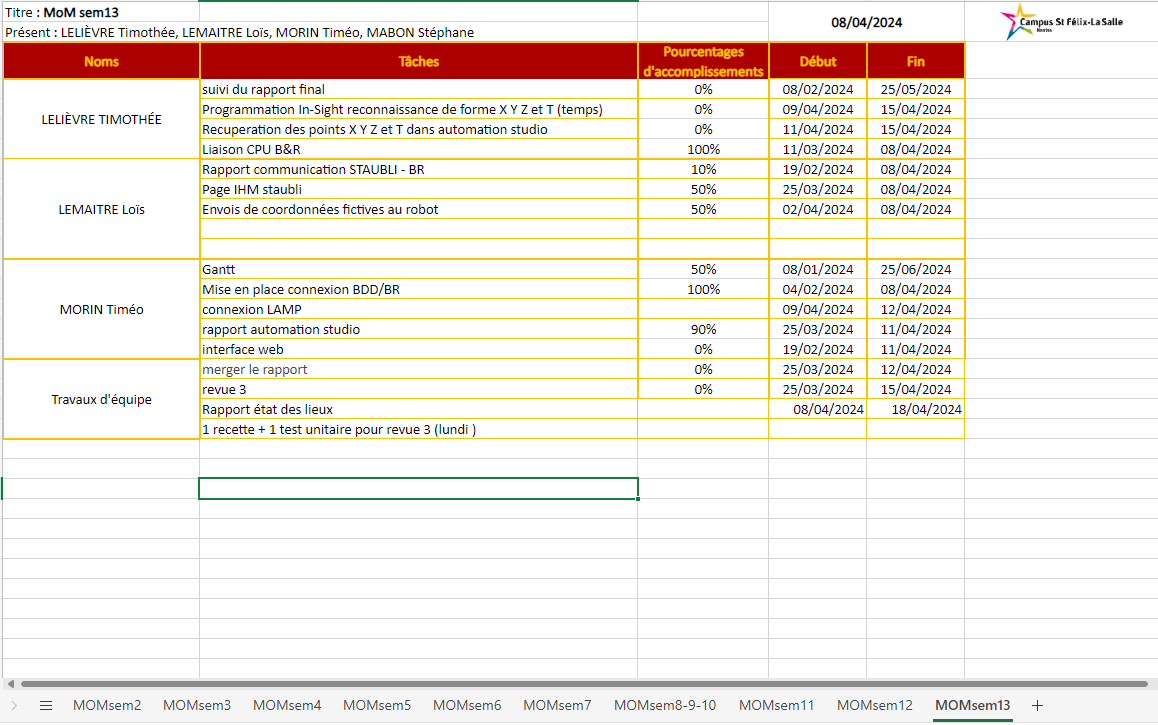 Titre : MoM sem13
08/04/2024
Campus St Félix-La Salle
Nantes
Présent : LELIÈVRE Timothée, LEMAITRE Loïs, MORIN Timéo, MABON Stéphane
Noms Tâches Pourcentages d'accomplissements Début Fin
LELIÈVRE TIMOTHÉE
suivi du rapport final 0% 08/02/2024 25/05/2024
Programmation In-Sight reconnaissance de forme X Y Z et T (temps) 0% 09/04/2024 15/04/2024
Recuperation des points X Y Z et T dans automation studio 0% 11/04/2024 15/04/2024
Liaison CPU B&R 100% 11/03/2024 08/04/2024
LEMAITRE Loïs
Rapport communication STAUBLI - BR 10% 19/02/2024 08/04/2024
Page IHM staubli 50% 25/03/2024 08/04/2024
Envois de coordonnées fictives au robot 50% 02/04/2024 08/04/2024
MORIN Timéo
Gantt 50% 08/01/2024 25/06/2024
Mise en place connexion BDD/BR 100% 04/02/2024 08/04/2024
connexion LAMP 09/04/2024 12/04/2024
rapport automation studio 90% 25/03/2024 11/04/2024
interface web 0% 19/02/2024 11/04/2024
Travaux d'équipe
merger le rapport 0% 25/03/2024 12/04/2024
revue 3 0% 25/03/2024 15/04/2024
Rapport état des lieux 08/04/2024 18/04/2024
1 recette + 1 test unitaire pour revue 3 (lundi )
MOMsem2 MOMsem3 MOMsem4 MOMsem5 MOMsem6 MOMsem7 MOMsem8-9-10 MOMsem11 MOMsem12 MOMsem13